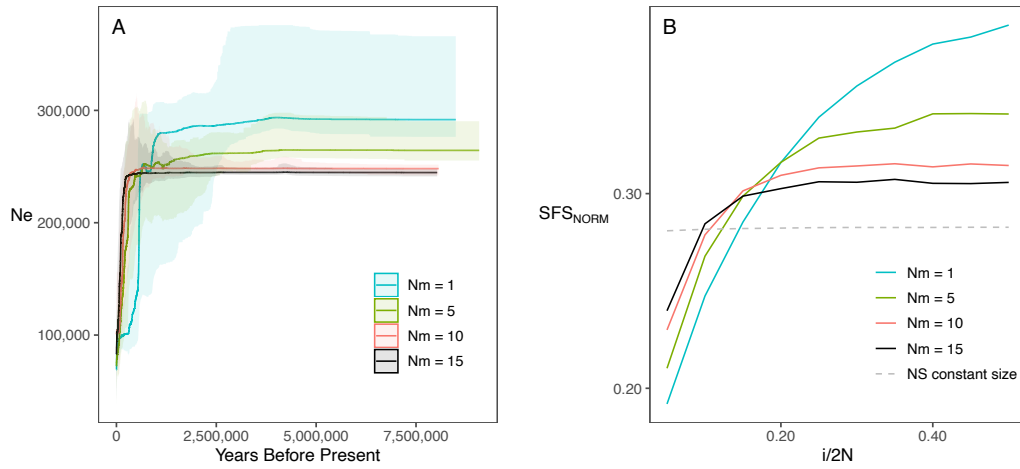 A
300,000
200,000
100,000
Ne
0
2,500,000
5,000,000
7,500,000
Years Before Present
Nm = 1
Nm = 5
Nm = 10
Nm = 15
B
0.30
0.20
SFSNORM
0.20
0.40
i/2N
Nm = 1
Nm = 5
Nm = 10
Nm = 15
NS constant size